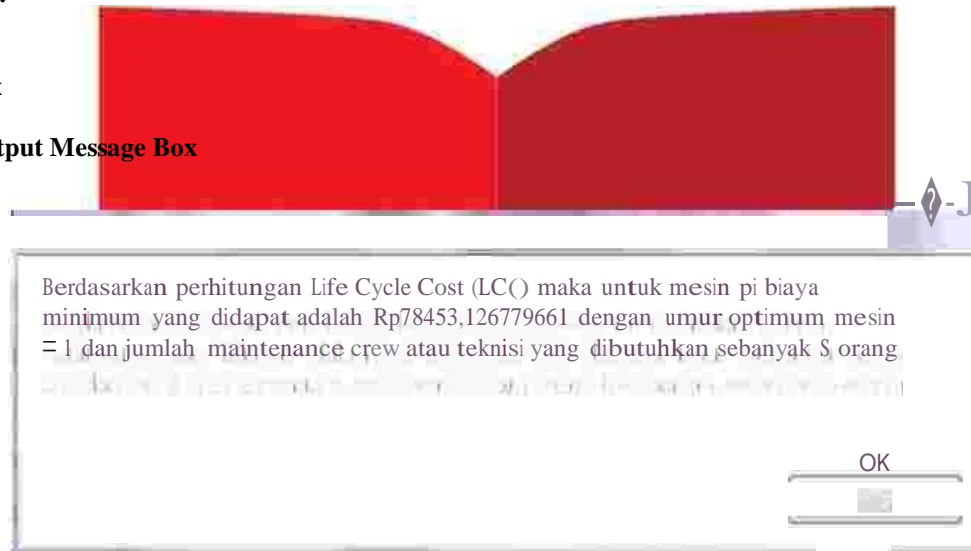 tput Message Box
Berdasarkan perhitungan Life Cycle Cost (LC() maka untuk mesin pi biaya
minimum yang didapat adalah Rp78453,126779661 dengan umur optimum mesin
= 1 dan jumlah maintenance crew atau teknisi yang dibutuhkan sebanyak S orang
OK